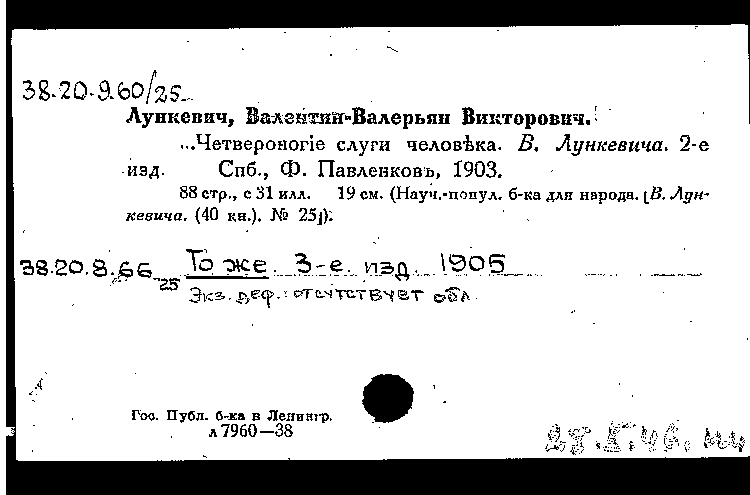 38.20.9.60/25
Лункевич, Валентин-Валерьян Викторович.
...Четвероногіе слуги человѣка. В. Лункевича. 2-е
изд. Спб., Ф. Павленковъ, 1903.
88 стр., с 31 илл. 19 см. (Науч.-попул. б-ка для народа. [В. Лун-
кевича. (40 кн.). № 25]).
38.20.8.66 То же. 3-е. изд. 1905
25
Экз. деф.: отсутствует обл.
Гос. Публ. б-ка в Ленингр.
л 7960—38